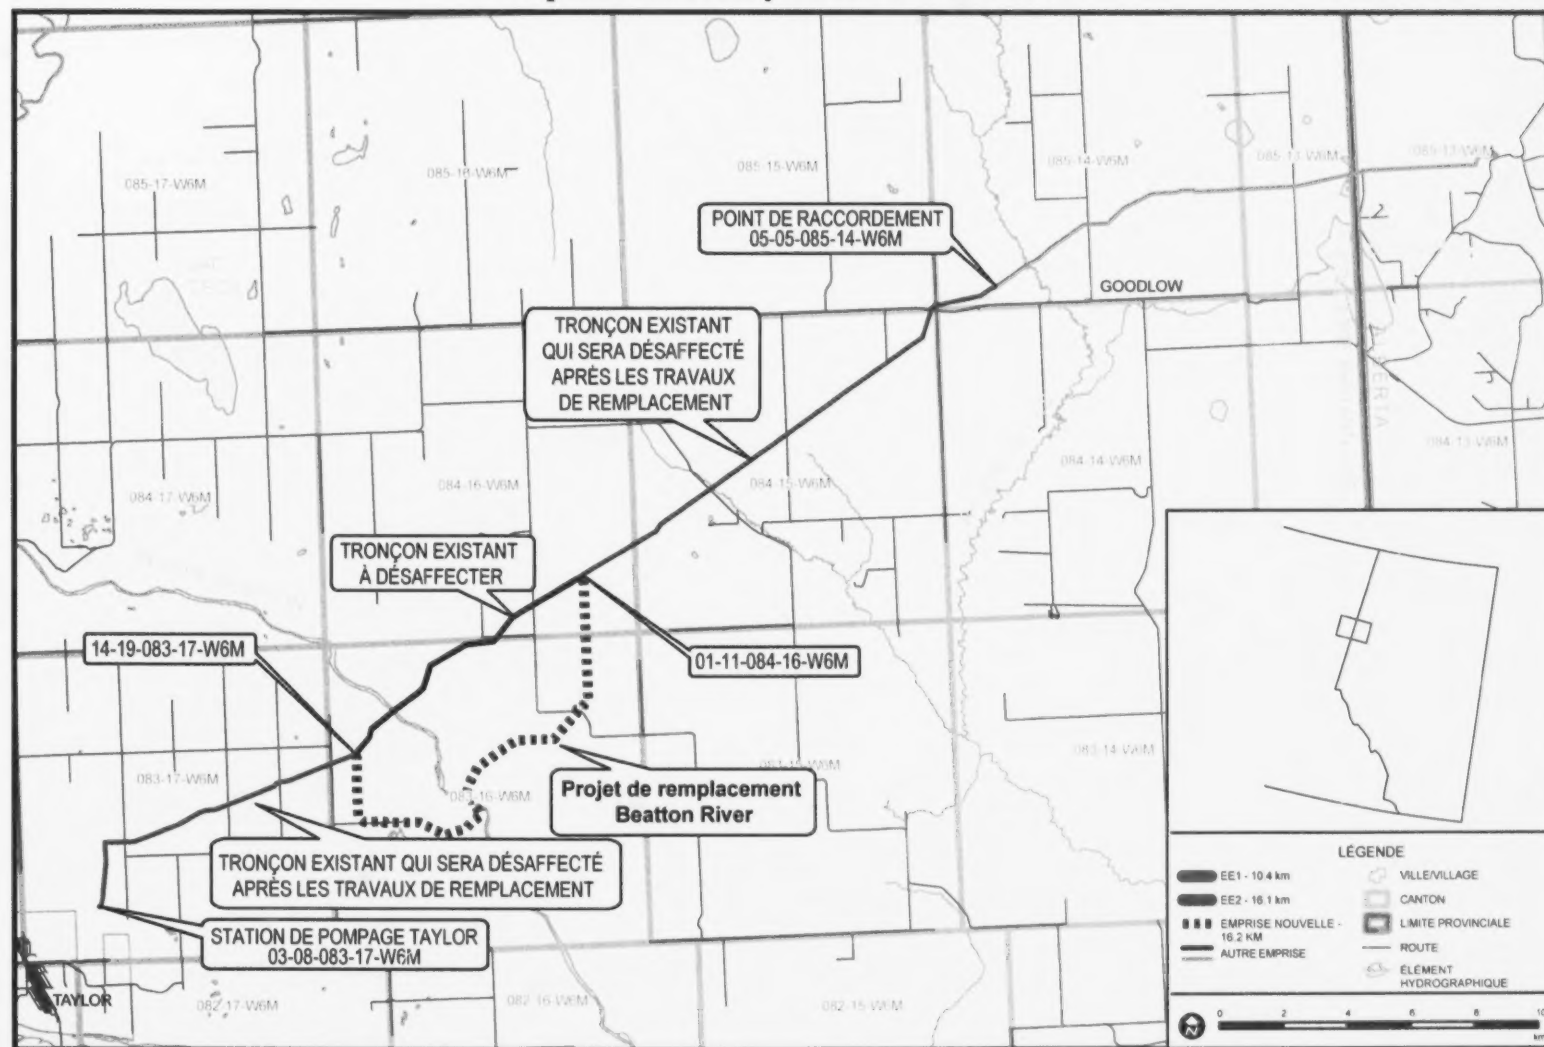 085-17-W6M
085-16-W6M
085-15-W6M
085-14-W6M
085-13-W6M
085-12-W6M
POINT DE RACCORDEMENT
05-05-085-14-W6M
GOODLOW
TRONÇON EXISTANT
QUI SERA DÉSAFFECTÉ
APRÈS LES TRAVAUX
DE REMPLACEMENT
084-17-W6M
084-16-W6M
084-15-W6M
084-14-W6M
084-13-W6M
TRONÇON EXISTANT
À DÉSAFFECTER
14-19-083-17-W6M
01-11-084-16-W6M
083-17-W6M
083-16-W6M
083-15-W6M
083-14-W6M
Projet de remplacement
Beatton River
TRONÇON EXISTANT QUI SERA DÉSAFFECTÉ
APRÈS LES TRAVAUX DE REMPLACEMENT
STATION DE POMPAGE TAYLOR
03-08-083-17-W6M
TAYLOR
082-17-W6M
082-16-W6M
082-15-W6M
LÉGENDE
EE1 - 10.4 km
EE2 - 16.1 km
EMPRISE NOUVELLE -
16.2 KM
AUTRE EMPRISE
VILLE/VILLAGE
CANTON
LIMITE PROVINCIALE
ROUTE
ÉLÉMENT
HYDROGRAPHIQUE
N
0 2 4 6 8 10
km